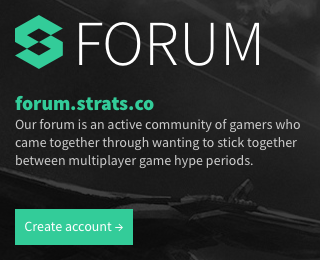 FORUM
forum.strats.co
Our forum is an active community of gamers who
came together through wanting to stick together
between multiplayer game hype periods.
Create account →